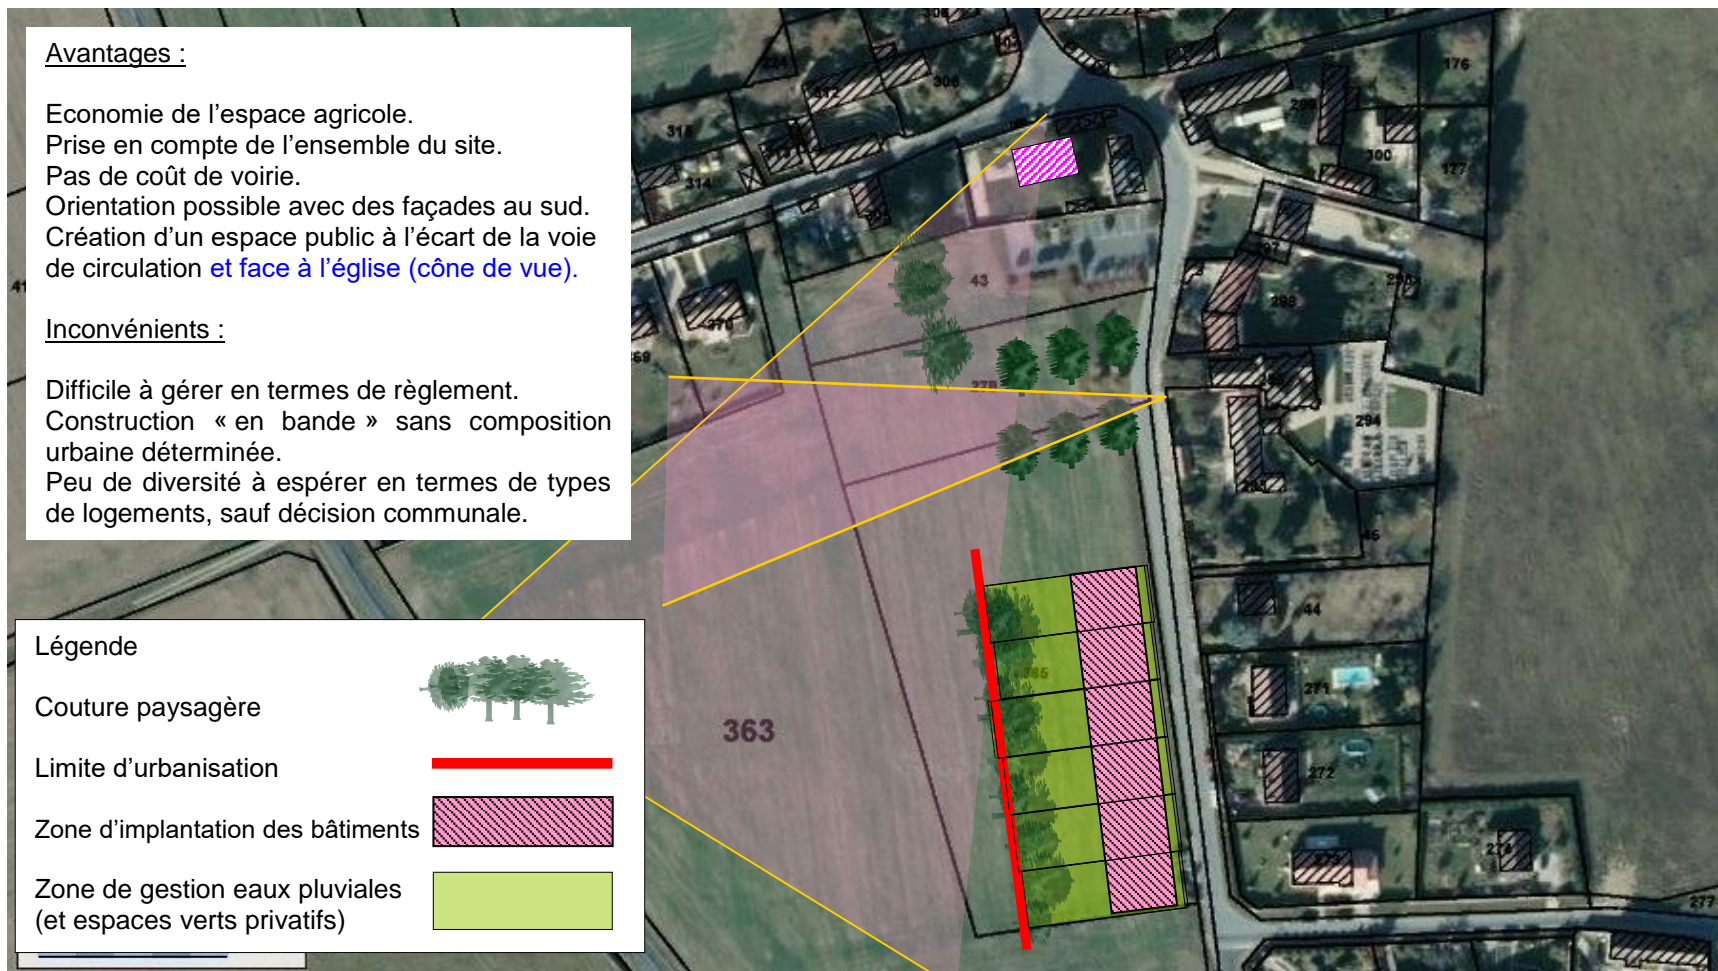 Avantages :
Economie de l’espace agricole.
Prise en compte de l’ensemble du site.
Pas de coût de voirie.
Orientation possible avec des façades au sud.
Création d’un espace public à l’écart de la voie
de circulation et face à l’église (cône de vue).
Inconvénients :
Difficile à gérer en termes de règlement.
Construction « en bande » sans composition
urbaine déterminée.
Peu de diversité à espérer en termes de types
de logements, sauf décision communale.
Légende
Couture paysagère
Limite d’urbanisation
Zone d’implantation des bâtiments
Zone de gestion eaux pluviales
(et espaces verts privatifs)
176
300
177
314
43
298
294
44
271
272
363
277